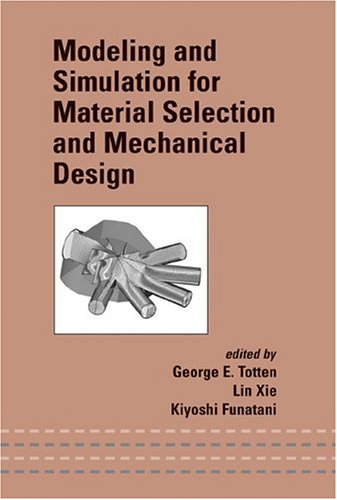 Modeling and
Simulation for
Material Selection
and Mechanical
Design
edited by
George E. Totten
Lin Xie
Kiyoshi Funatani